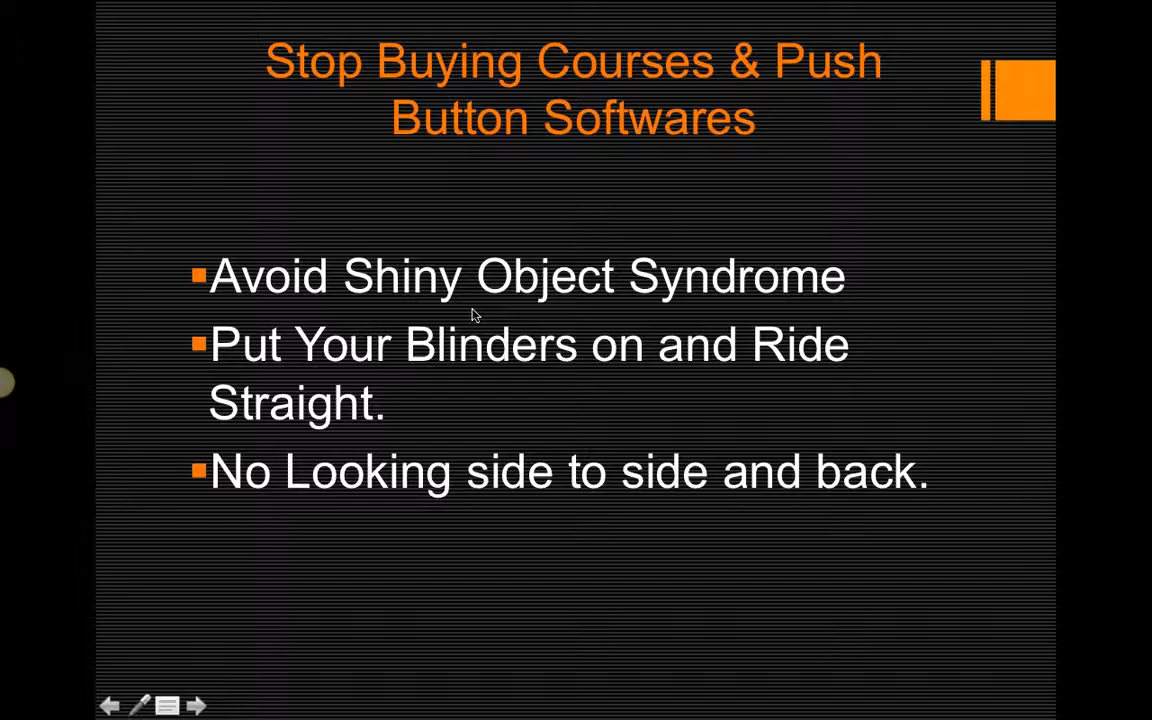 Stop Buying Courses & Push
Button Softwares
Avoid Shiny Object Syndrome
Put Your Blinders on and Ride
Straight.
No Looking side to side and back.